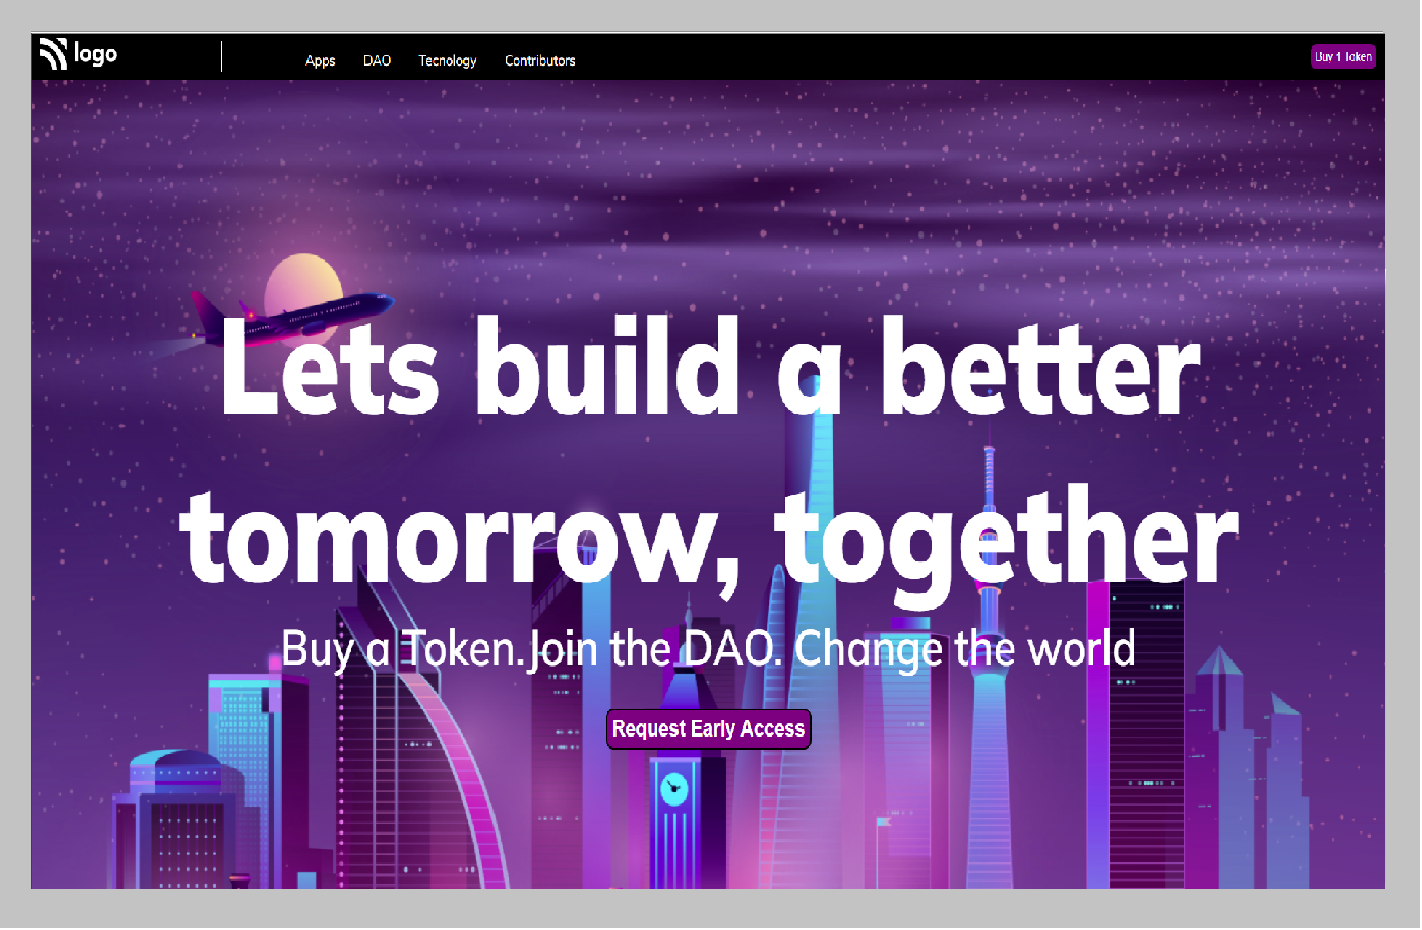 logo
Apps DAO Tecnology Contributors
Buy 1 Token
Lets build a better
tomorrow, together
Buy a Token.Join the DAO. Change the world
Request Early Access